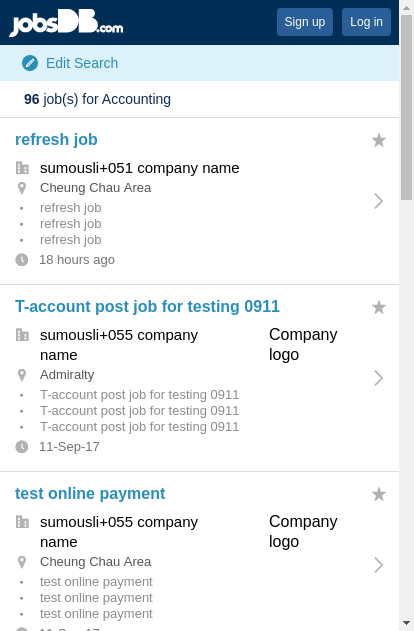 jobsDB.com
Sign up
Log in
Edit Search
96 job(s) for Accounting
refresh job
sumousli+051 company name
Cheung Chau Area
• refresh job
• refresh job
• refresh job
18 hours ago
T-account post job for testing 0911
sumousli+055 company
name
Company
logo
Admiralty
• T-account post job for testing 0911
• T-account post job for testing 0911
• T-account post job for testing 0911
11-Sep-17
test online payment
sumousli+055 company
name
Company
logo
Cheung Chau Area
• test online payment
• test online payment
• test online payment
11-Sep-17